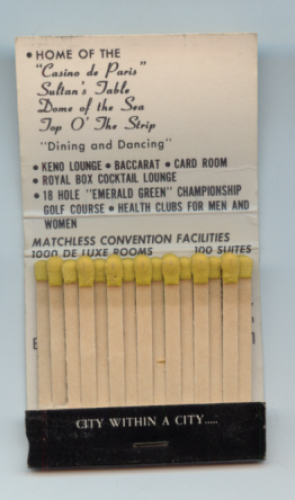 • HOME OF THE
"Casino de Paris"
Sultan's Table
Dome of the Sea
Top O' The Strip
"Dining and Dancing"
• KENO LOUNGE • BACCARAT • CARD ROOM
• ROYAL BOX COCKTAIL LOUNGE
• 18 HOLE "EMERALD GREEN" CHAMPIONSHIP
GOLF COURSE • HEALTH CLUBS FOR MEN AND
WOMEN
MATCHLESS CONVENTION FACILITIES
1000 DE LUXE ROOMS 100 SUITES
CITY WITHIN A CITY.....